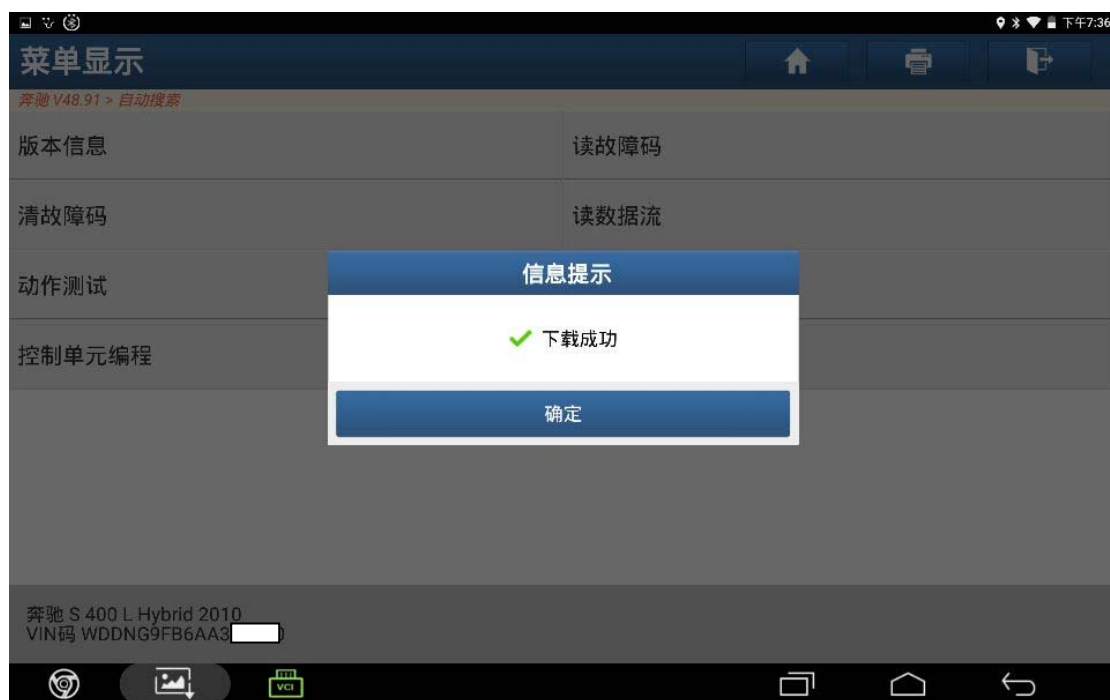 下午7:36
菜单显示
奔驰 V48.91 > 自动搜索
版本信息
读故障码
清故障码
读数据流
动作测试
信息提示
下载成功
控制单元编程
确定
奔驰 S 400 L Hybrid 2010
VIN码 WDDNG9FB6AA3
VCI